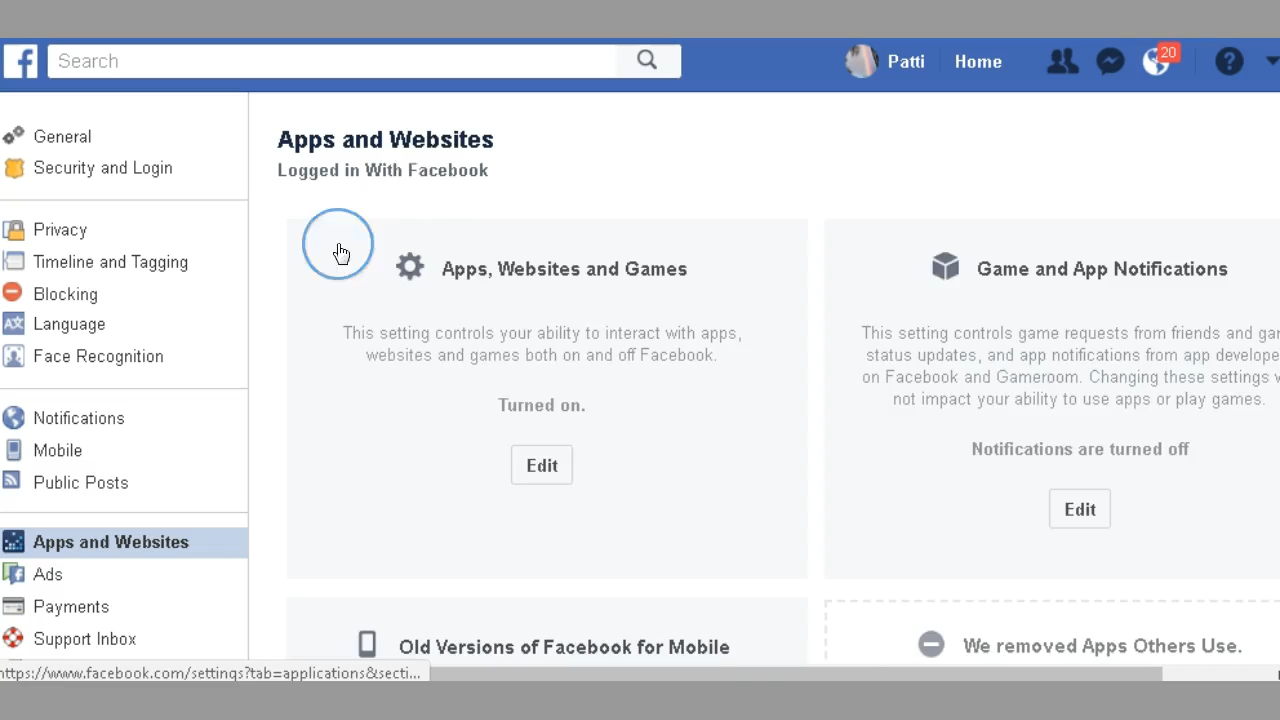 f
Search
Patti
Home
20
?
General
Security and Login
Privacy
Timeline and Tagging
Blocking
Language
Face Recognition
Notifications
Mobile
Public Posts
Apps and Websites
Ads
Payments
Support Inbox
Apps and Websites
Logged in With Facebook
Apps, Websites and Games
This setting controls your ability to interact with apps,
websites and games both on and off Facebook.
Turned on.
Edit
Game and App Notifications
This setting controls game requests from friends and
status updates, and app notifications from app
on Facebook and Gameroom. Changing these settings
not impact your ability to use apps or play games.
Notifications are turned off
Edit
Old Versions of Facebook for Mobile
We removed Apps Others Use.
https://www.facebook.com/settings?tab=applications&secti...